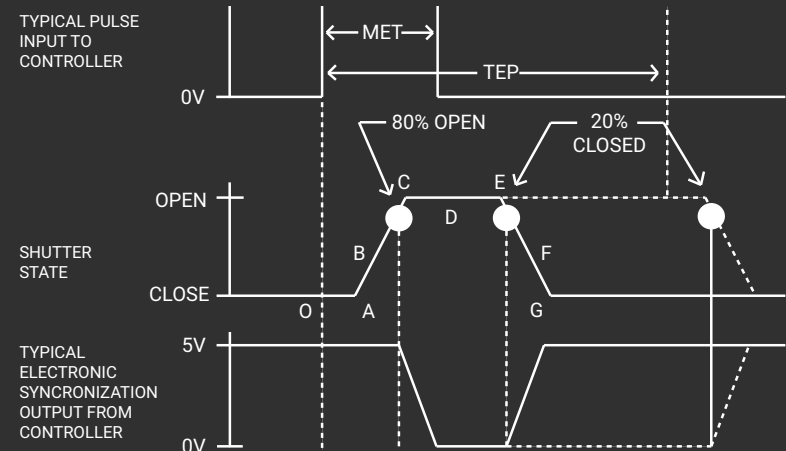 TYPICAL PULSE
INPUT TO
CONTROLLER
MET
TEP
0V
80% OPEN
20%
CLOSED
C
E
OPEN
D
B
F
SHUTTER
STATE
CLOSE
O
A
G
5V
TYPICAL
ELECTRONIC
SYNCRONIZATION
OUTPUT FROM
CONTROLLER
0V